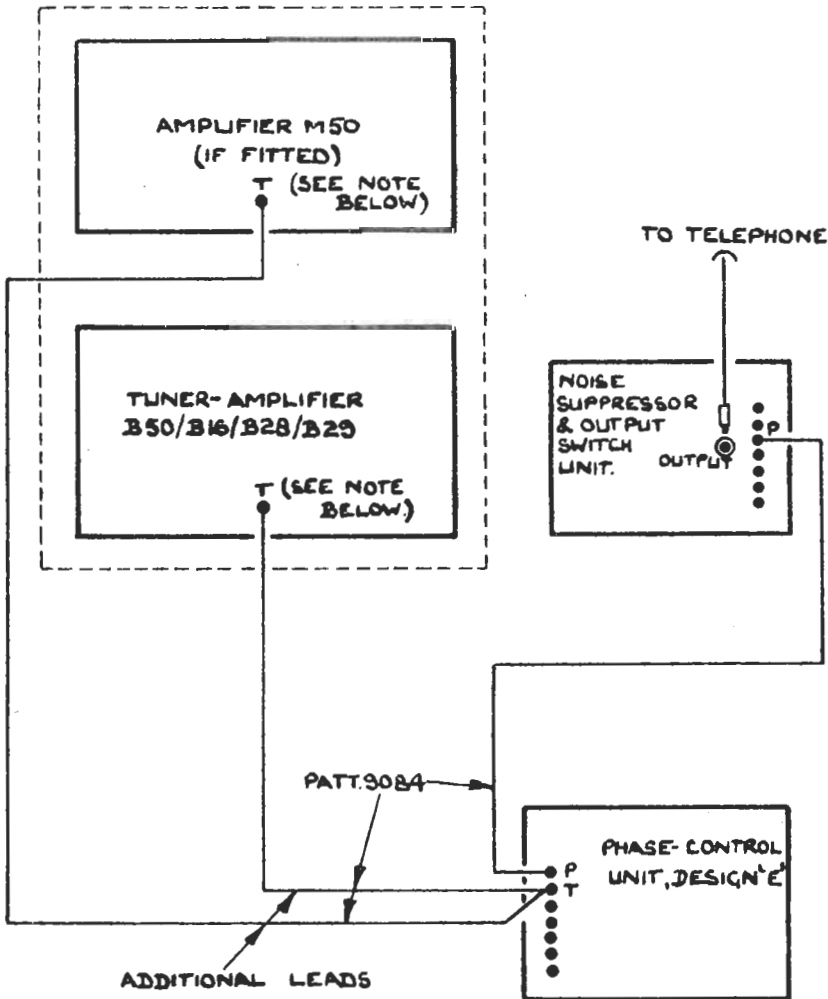 AMPLIFIER M50
(IF FITTED)
T (SEE NOTE
BELOW)
TO TELEPHONE
TUNER-AMPLIFIER
B50/B16/B28/B29
T (SEE NOTE
BELOW.)
NOISE
SUPPRESSOR
& OUTPUT
SWITCH
UNIT.
OUTPUT
P
PATT.9084
PHASE-CONTROL
UNIT, DESIGN 'E'
P
T
ADDITIONAL LEADS